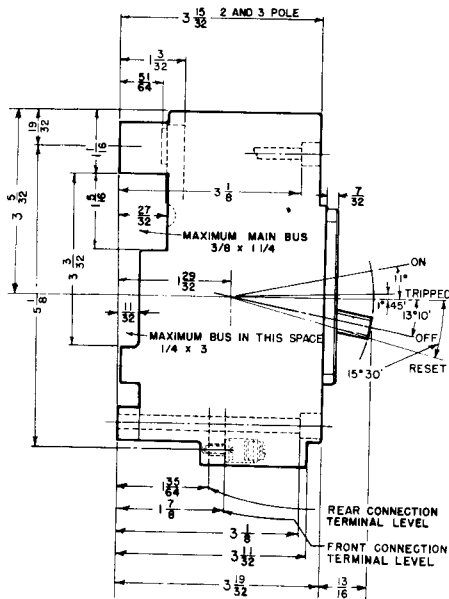 3 15/32 2 AND 3 POLE
1 3/32
51/64
19/32
1 1/16
3 5/32
3 1/8
7/32
1 5/16
27/32
MAXIMUM MAIN BUS
3/8 x 1 1/4
3 3/32
ON
11°
1 29/32
TRIPPED
1° 45'
5 1/8
13° 10'
11/32
OFF
MAXIMUM BUS IN THIS SPACE
1/4 x 3
RESET
15° 30'
1 35/64
1 7/8
REAR CONNECTION
TERMINAL LEVEL
3 1/8
3 11/32
FRONT CONNECTION
TERMINAL LEVEL
3 19/32
13/16